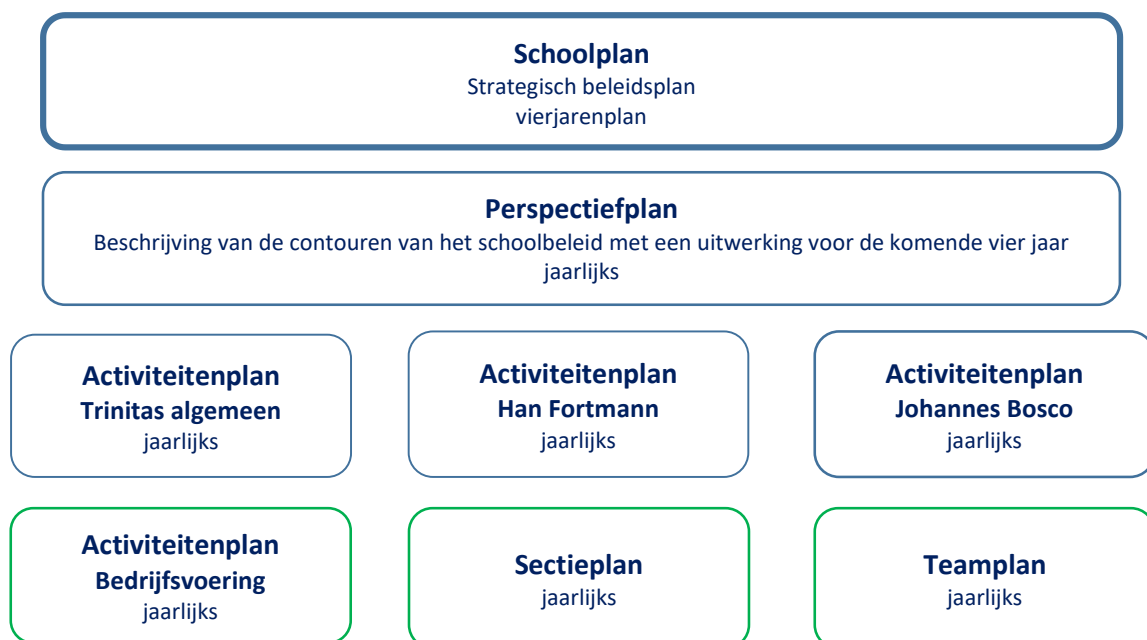 Schoolplan
Strategisch beleidsplan
vierjarenplan
Perspectiefplan
Beschrijving van de contouren van het schoolbeleid met een uitwerking voor de komende vier jaar
jaarlijks
Activiteitenplan
Trinitas algemeen
jaarlijks
Activiteitenplan
Han Fortmann
jaarlijks
Activiteitenplan
Johannes Bosco
jaarlijks
Activiteitenplan
Bedrijfsvoering
jaarlijks
Sectieplan
jaarlijks
Teamplan
jaarlijks